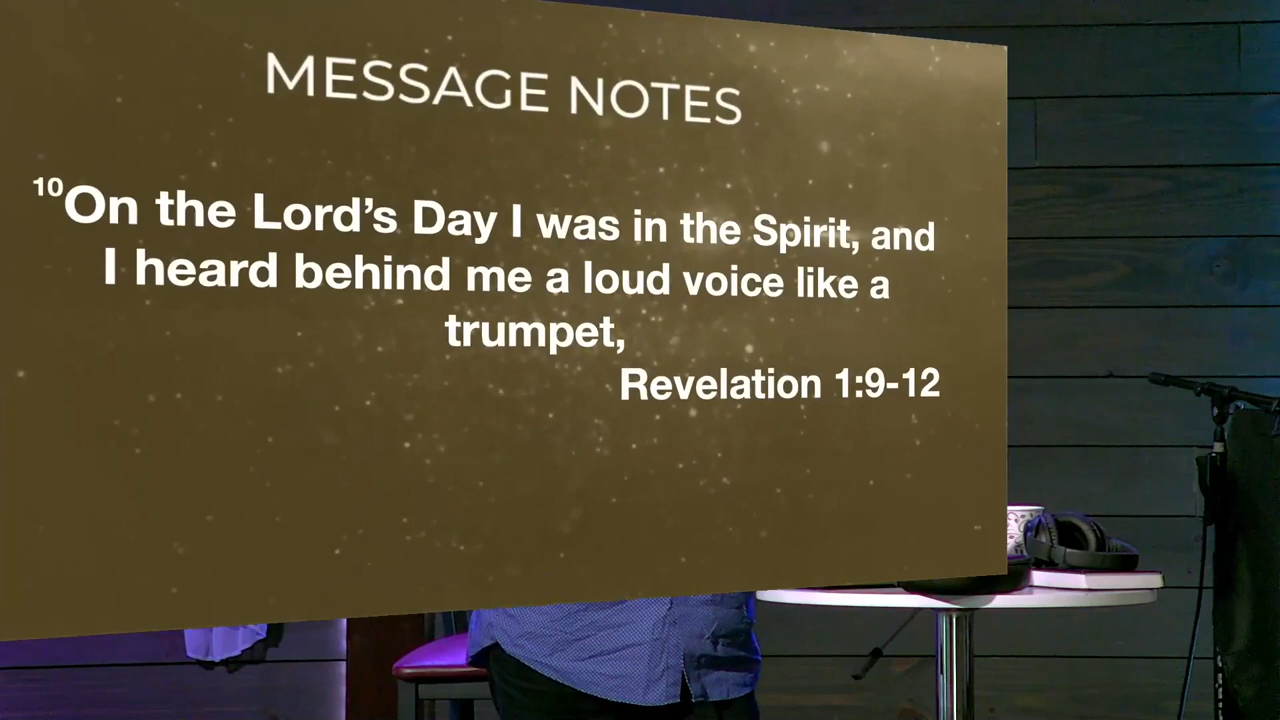 MESSAGE NOTES
¹⁰On the Lord’s Day I was in the Spirit, and
I heard behind me a loud voice like a
trumpet,
Revelation 1:9-12